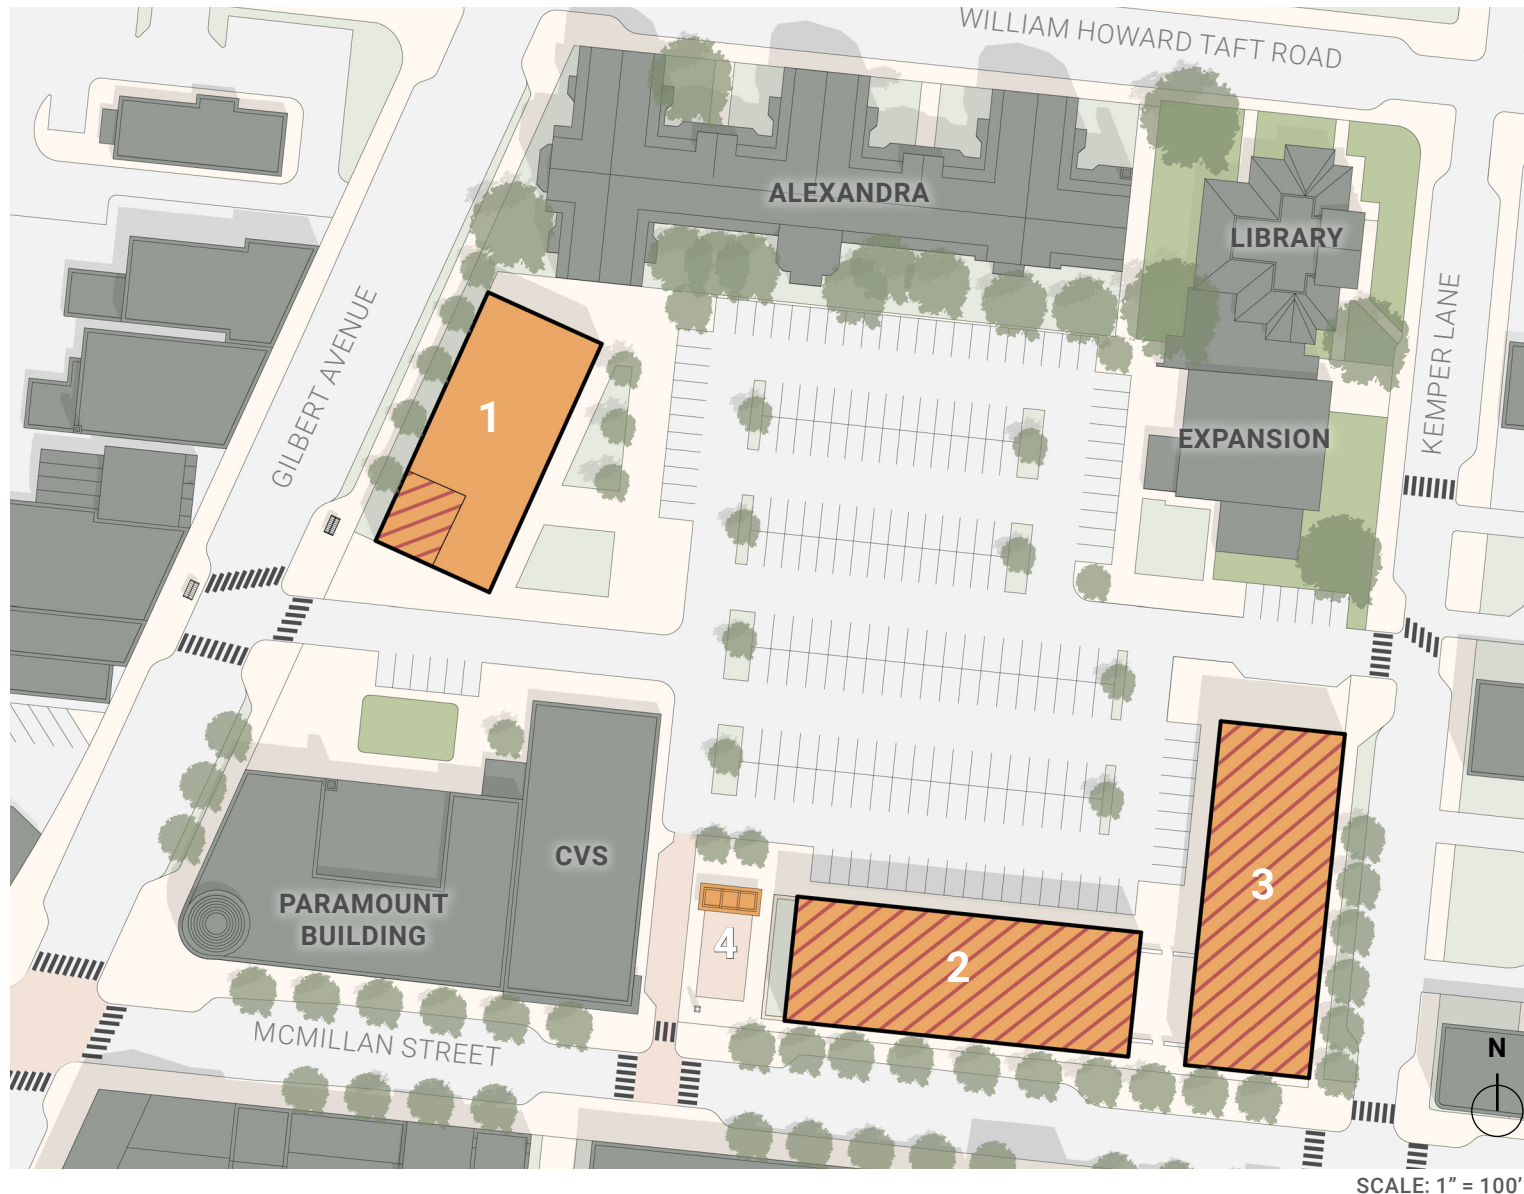 WILLIAM HOWARD TAFT ROAD
ALEXANDRA
LIBRARY
GILBERT AVENUE
KEMPER LANE
1
EXPANSION
CVS
3
PARAMOUNT
BUILDING
4
2
MCMILLAN STREET
N
SCALE: 1” = 100’